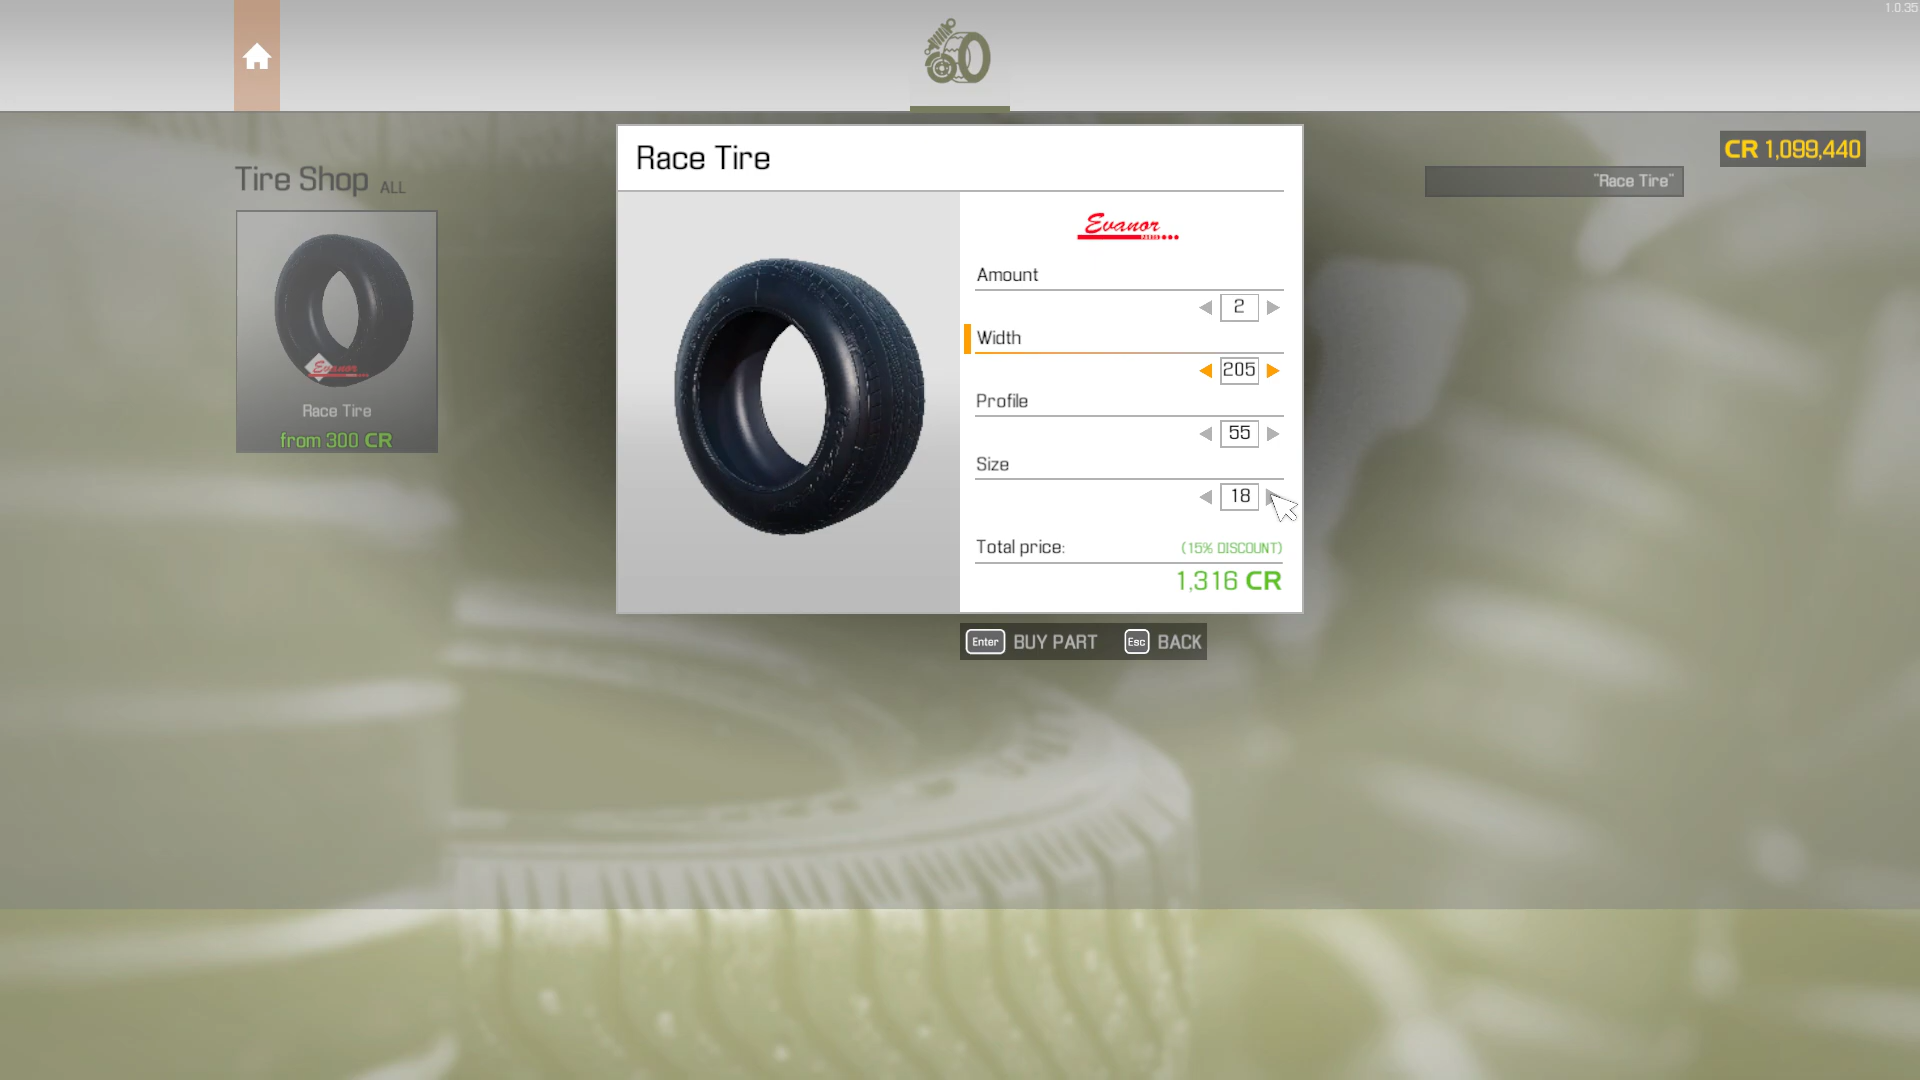 1.0.35
CR 1,099,440
Tire Shop ALL
"Race Tire"
Evanor
Race Tire
from 300 CR
Race Tire
Evanor
PARTS
Amount
2
Width
205
Profile
55
Size
18
Total price: (15% DISCOUNT)
1,316 CR
Enter BUY PART Esc BACK